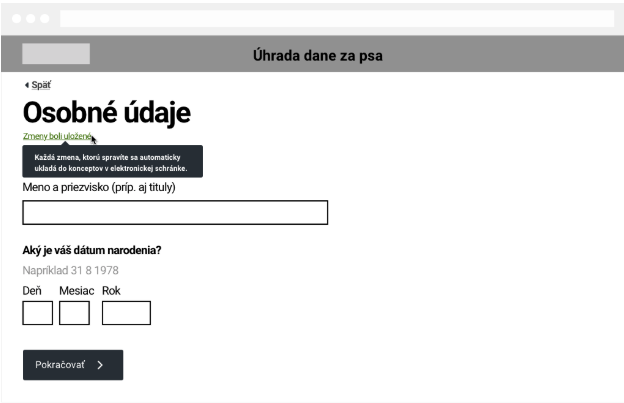 Úhrada dane za psa
Späť
Osobné údaje
Zmeny boli uložené
Každá zmena, ktorú spravíte sa automaticky
ukladá do konceptov v elektronickej schránke.
Meno a priezvisko (príp. aj tituly)
Aký je váš dátum narodenia?
Napríklad 31 8 1978
Deň Mesiac Rok
Pokračovať